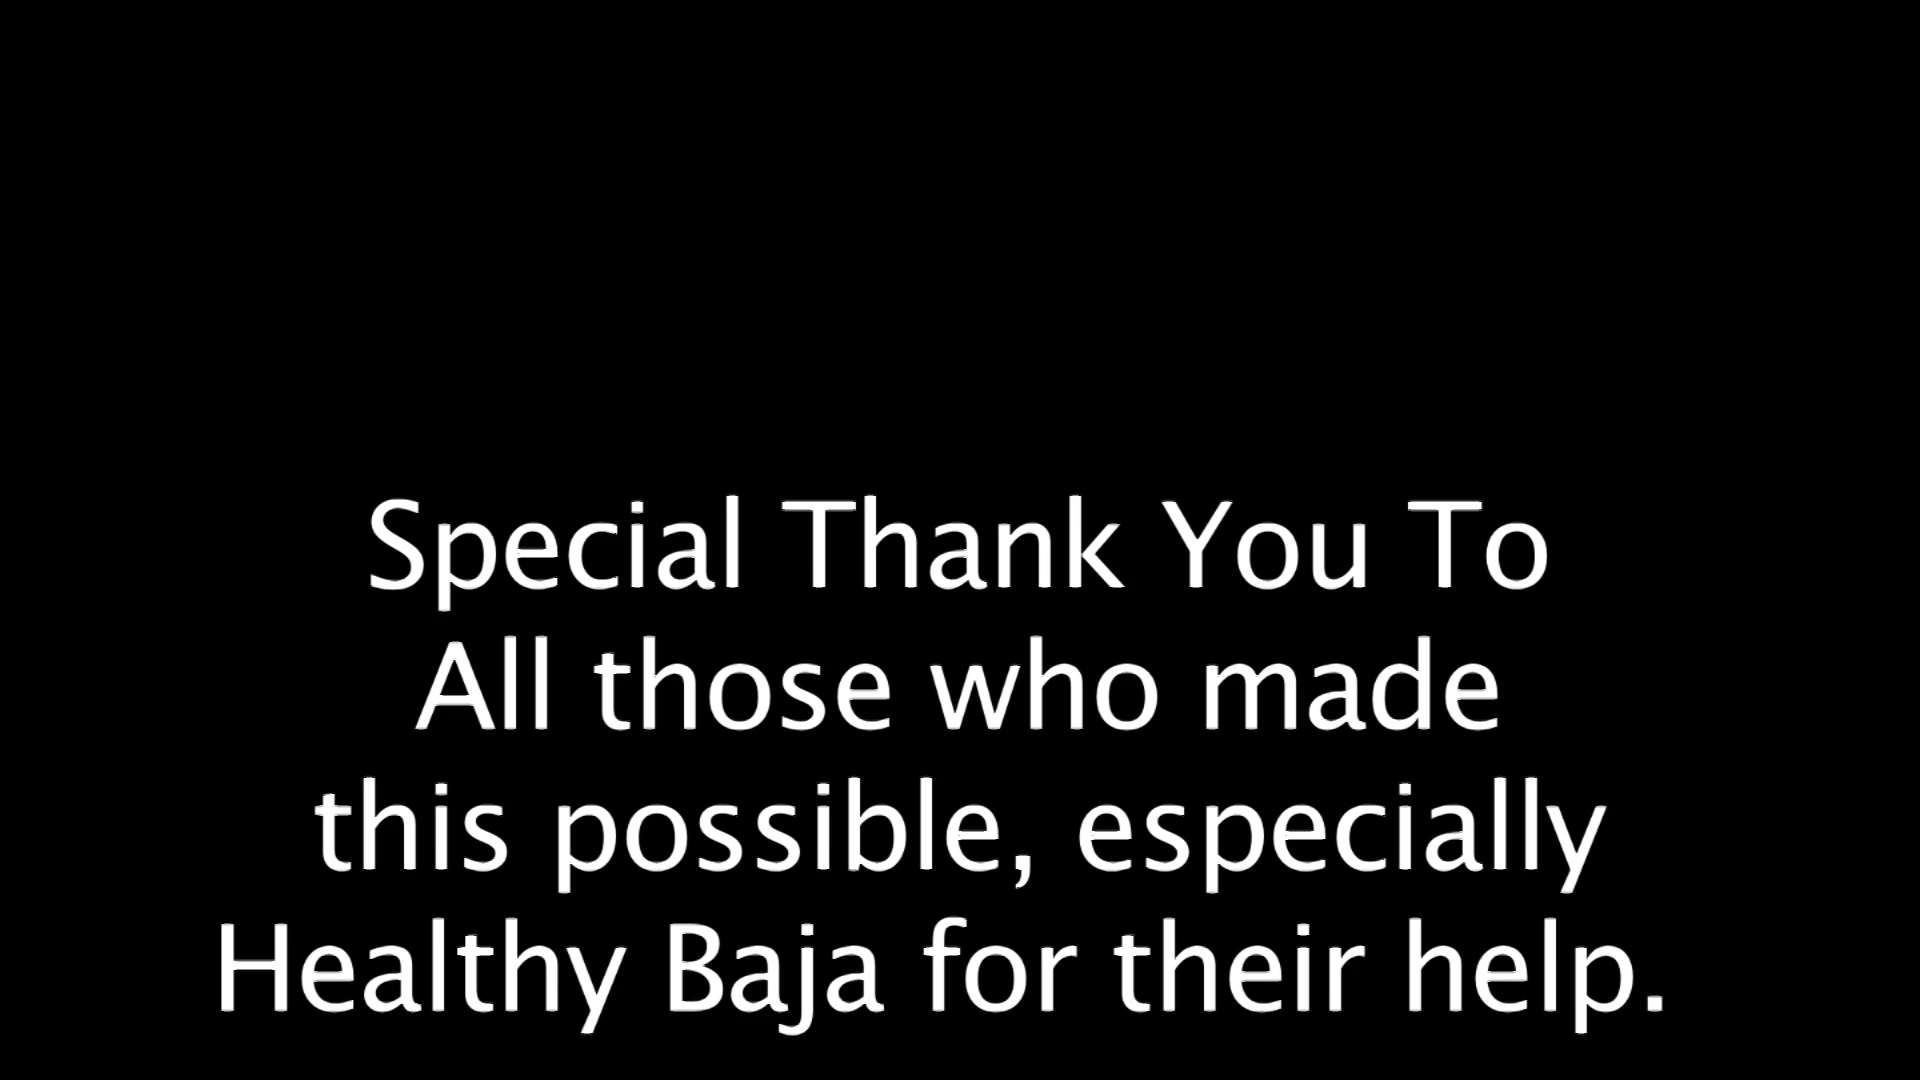 Special Thank You To
All those who made
this possible, especially
Healthy Baja for their help.